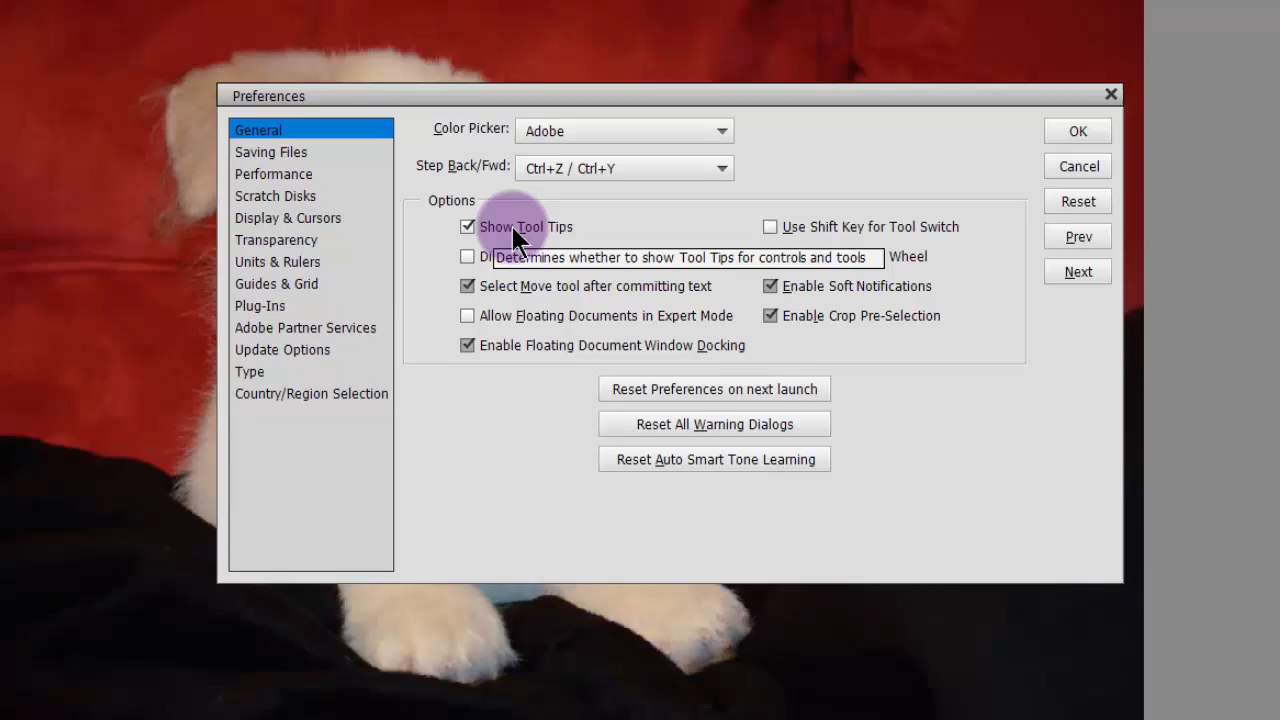 Preferences
General
Saving Files
Performance
Scratch Disks
Display & Cursors
Transparency
Units & Rulers
Guides & Grid
Plug-Ins
Adobe Partner Services
Update Options
Type
Country/Region Selection
Color Picker: Adobe
Step Back/Fwd: Ctrl+Z / Ctrl+Y
Options
Show Tool Tips
Use Shift Key for Tool Switch
Determines whether to show Tool Tips for controls and tools
Wheel
Select Move tool after committing text
Enable Soft Notifications
Allow Floating Documents in Expert Mode
Enable Crop Pre-Selection
Enable Floating Document Window Docking
Reset Preferences on next launch
Reset All Warning Dialogs
Reset Auto Smart Tone Learning
OK
Cancel
Reset
Prev
Next